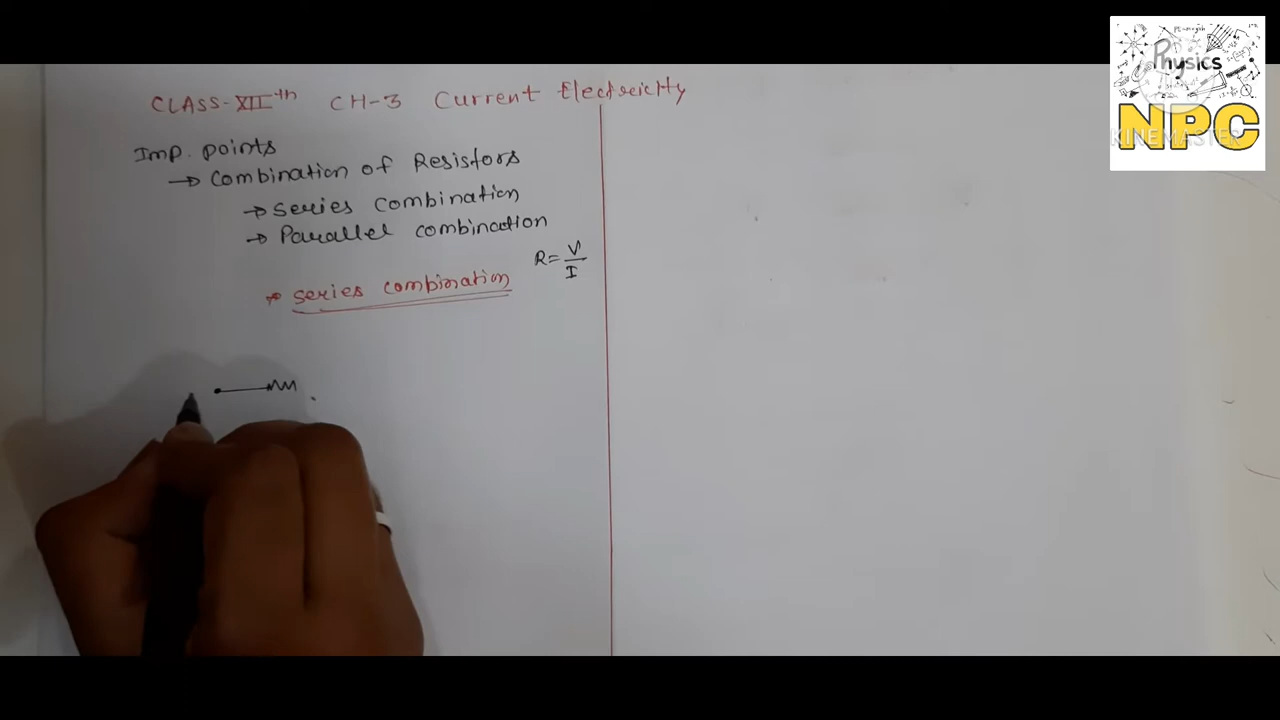 CLASS-XIIth CH-3 Current Electricity
Imp. points
→ Combination of Resistors
→ Series combination
→ Parallel combination
R = V/I
* series combination
Physics
NPC
KINEMASTER